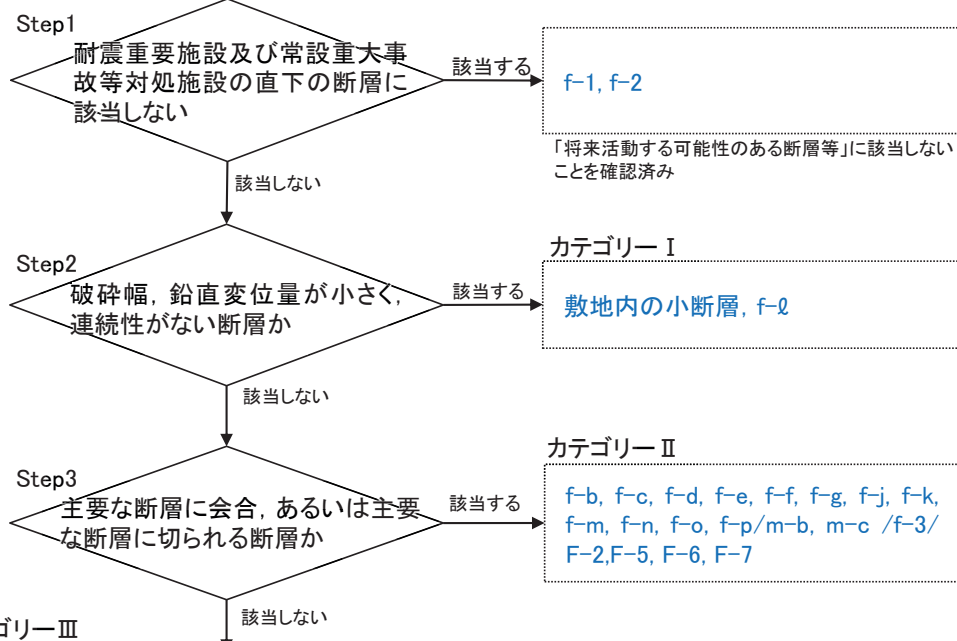 Step1
耐震重要施設及び常設重大事
故等対処施設の直下の断層に
該当しない
該当する
f-1, f-2
「将来活動する可能性のある断層等」に該当しない
ことを確認済み
該当しない
Step2
破砕幅，鉛直変位量が小さく，
連続性がない断層か
該当する
カテゴリーⅠ
敷地内の小断層, f-ℓ
該当しない
Step3
主要な断層に会合，あるいは主要
な断層に切られる断層か
該当する
カテゴリーⅡ
f-b, f-c, f-d, f-e, f-f, f-g, f-j, f-k,
f-m, f-n, f-o, f-p/m-b, m-c /f-3/
F-2,F-5, F-6, F-7
該当しない
ゴリーⅢ